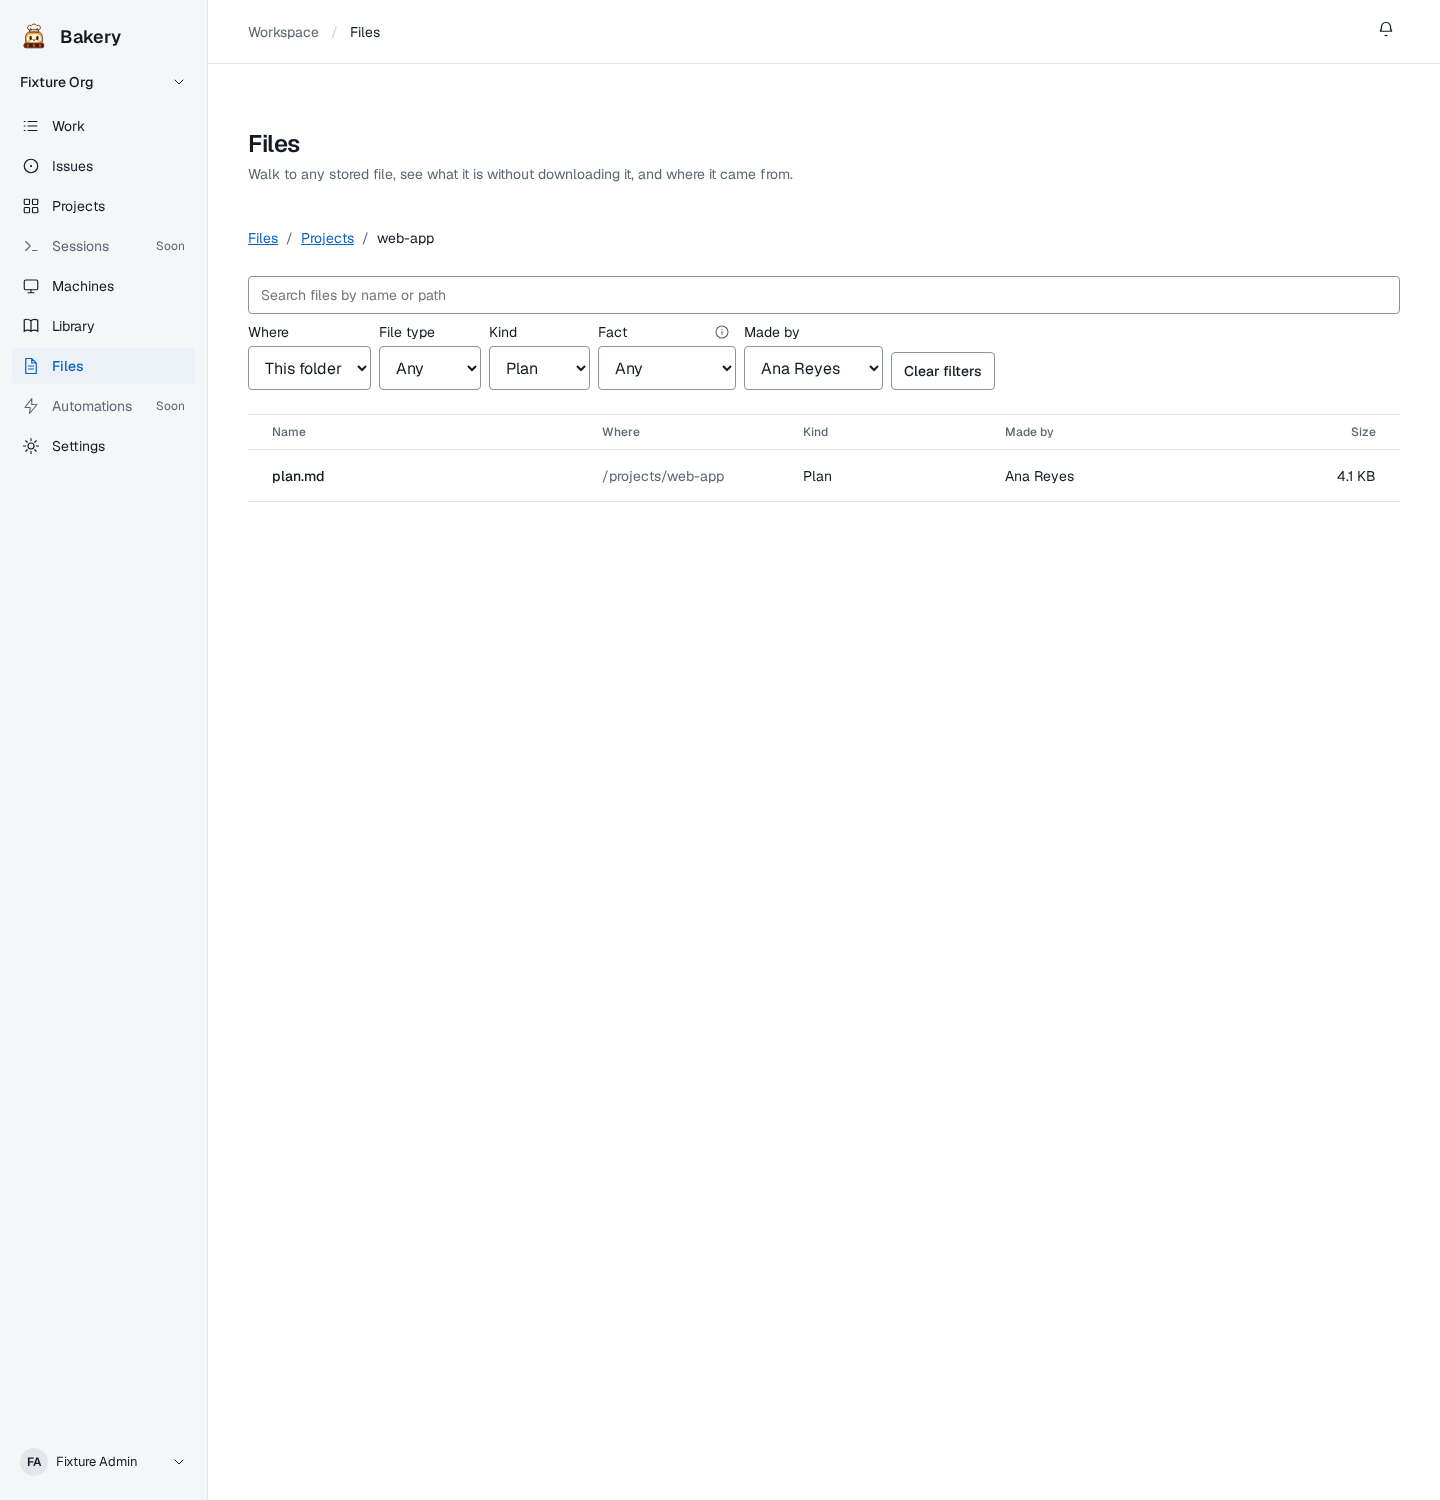 Bakery
Fixture Org
Work
Issues
Projects
Sessions Soon
Machines
Library
Files
Automations Soon
Settings
FA Fixture Admin
Workspace / Files
Files
Walk to any stored file, see what it is without downloading it, and where it came from.
Files / Projects / web-app
Search files by name or path
Where File type Kind Fact Made by
This folder Any Plan Any Ana Reyes Clear filters
Name Where Kind Made by Size
plan.md /projects/web-app Plan Ana Reyes 4.1 KB